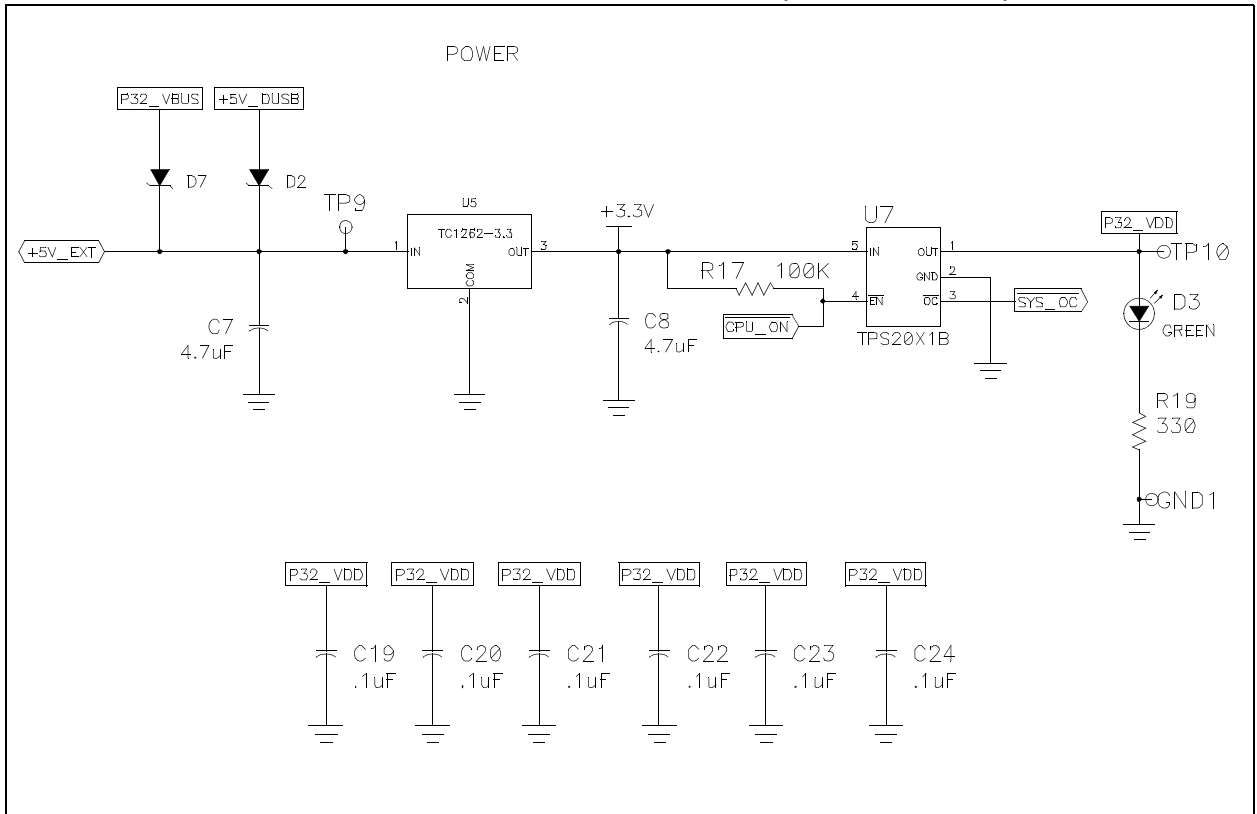 POWER
P32_VBUS +5V_DUSB
D7 D2
TP9
+5V_EXT
C7
4.7uF
U5
TC1262-3.3
1 IN OUT 3
COM
2
+3.3V
C8
4.7uF
R17 100K
CPU_ON
U7
5 IN OUT 1
GND 2
4 EN OC 3
TPS20X1B
SYS_OC
P32_VDD
TP10
D3
GREEN
R19
330
GND1
P32_VDD P32_VDD P32_VDD P32_VDD P32_VDD P32_VDD
C19 C20 C21 C22 C23 C24
.1uF .1uF .1uF .1uF .1uF .1uF